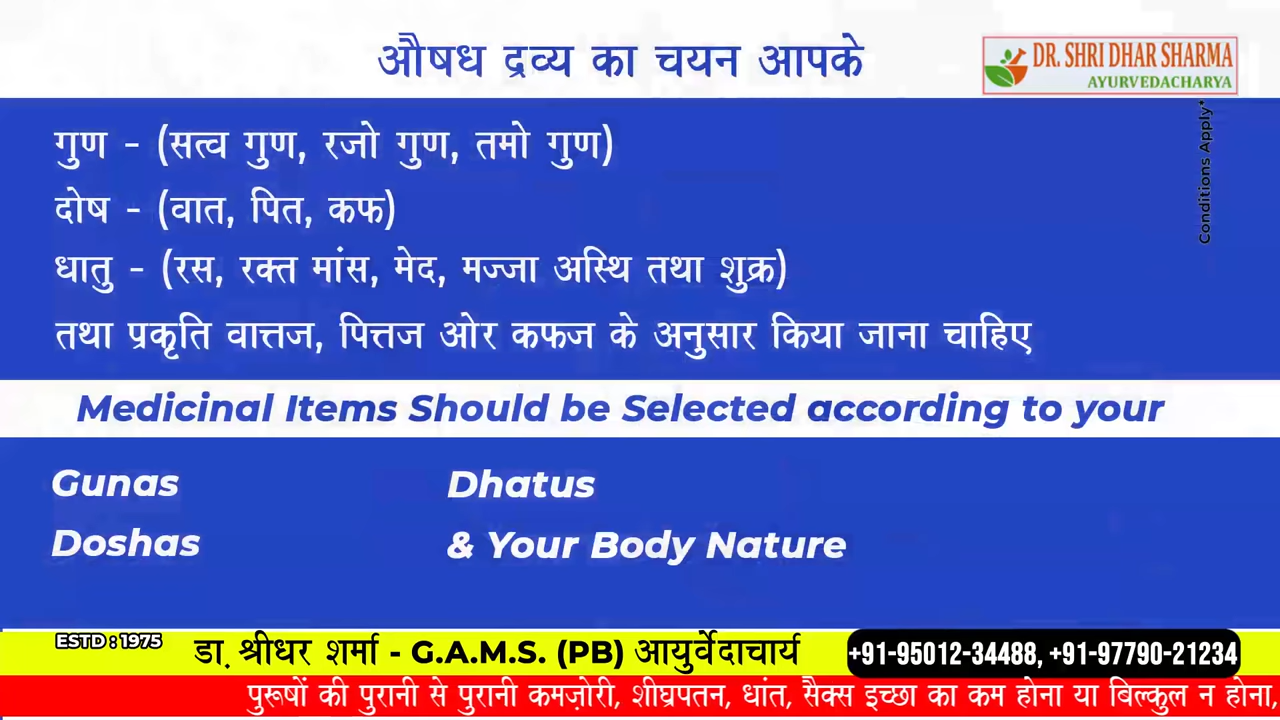 औषध द्रव्य का चयन आपके
DR. SHRI DHAR SHARMA
AYURVEDACHARYA
Conditions Apply*
गुण - (सत्व गुण, रजो गुण, तमो गुण)
दोष - (वात, पित, कफ)
धातु - (रस, रक्त मांस, मेद, मज्जा अस्थि तथा शुक्र)
तथा प्रकृति वात्तज, पित्तज ओर कफज के अनुसार किया जाना चाहिए
Medicinal Items Should be Selected according to your
Gunas
Dhatus
Doshas
& Your Body Nature
ESTD : 1975
डा. श्रीधर शर्मा - G.A.M.S. (PB) आयुर्वेदाचार्य
+91-95012-34488, +91-97790-21234
पुरूषों की पुरानी से पुरानी कमज़ोरी, शीघ्रपतन, धांत, सैक्स इच्छा का कम होना या बिल्कुल न होना,